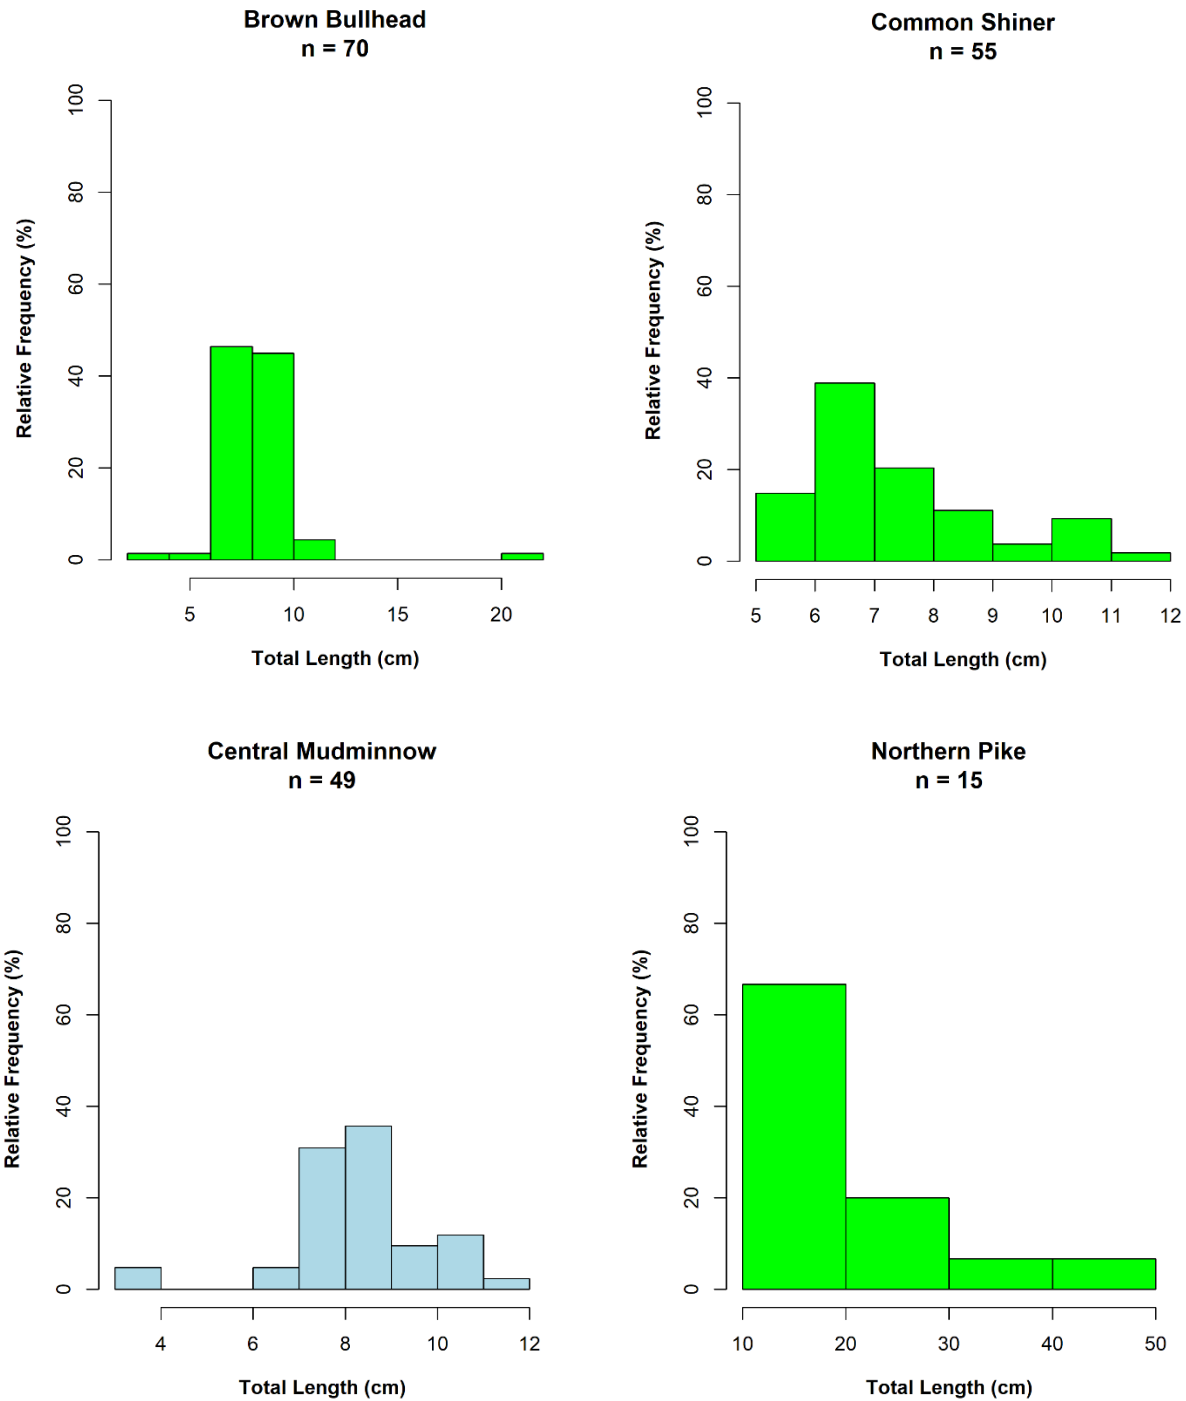 Brown Bullhead
n = 70
Relative Frequency (%)
100
80
60
40
20
0
5 10 15 20
Total Length (cm)
Common Shiner
n = 55
Relative Frequency (%)
100
80
60
40
20
0
5 6 7 8 9 10 11 12
Total Length (cm)
Central Mudminnow
n = 49
Relative Frequency (%)
100
80
60
40
20
0
4 6 8 10 12
Total Length (cm)
Northern Pike
n = 15
Relative Frequency (%)
100
80
60
40
20
0
10 20 30 40 50
Total Length (cm)